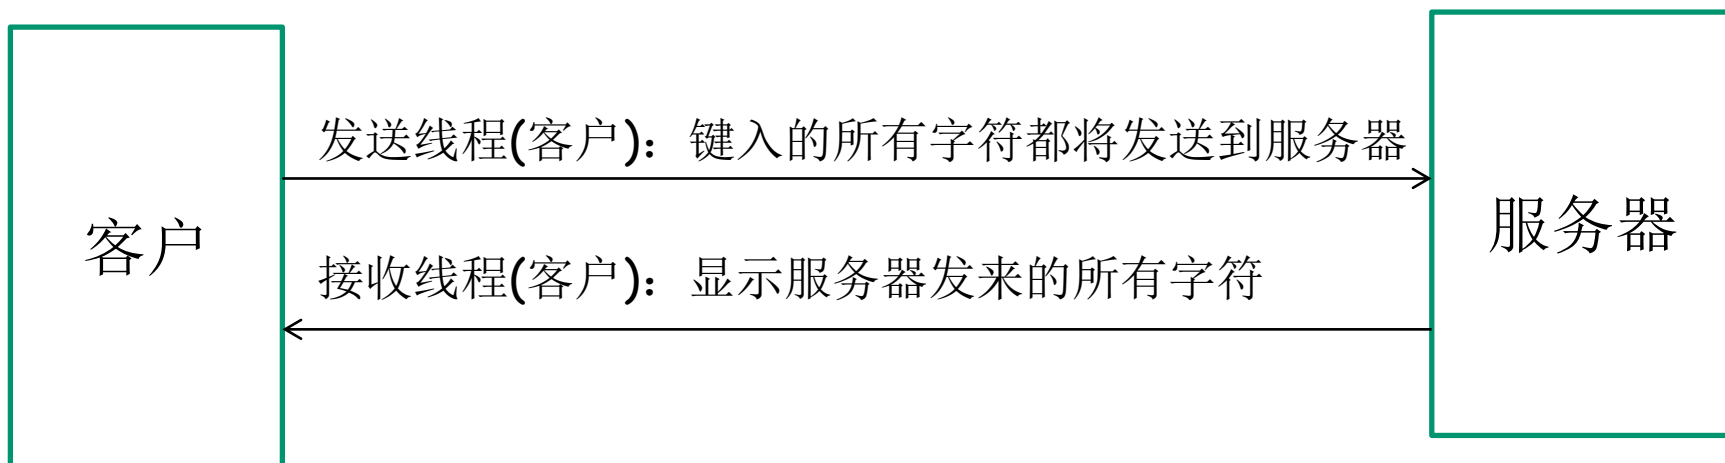 发送线程(客户)：键入的所有字符都将发送到服务器
客户
服务器
接收线程(客户)：显示服务器发来的所有字符